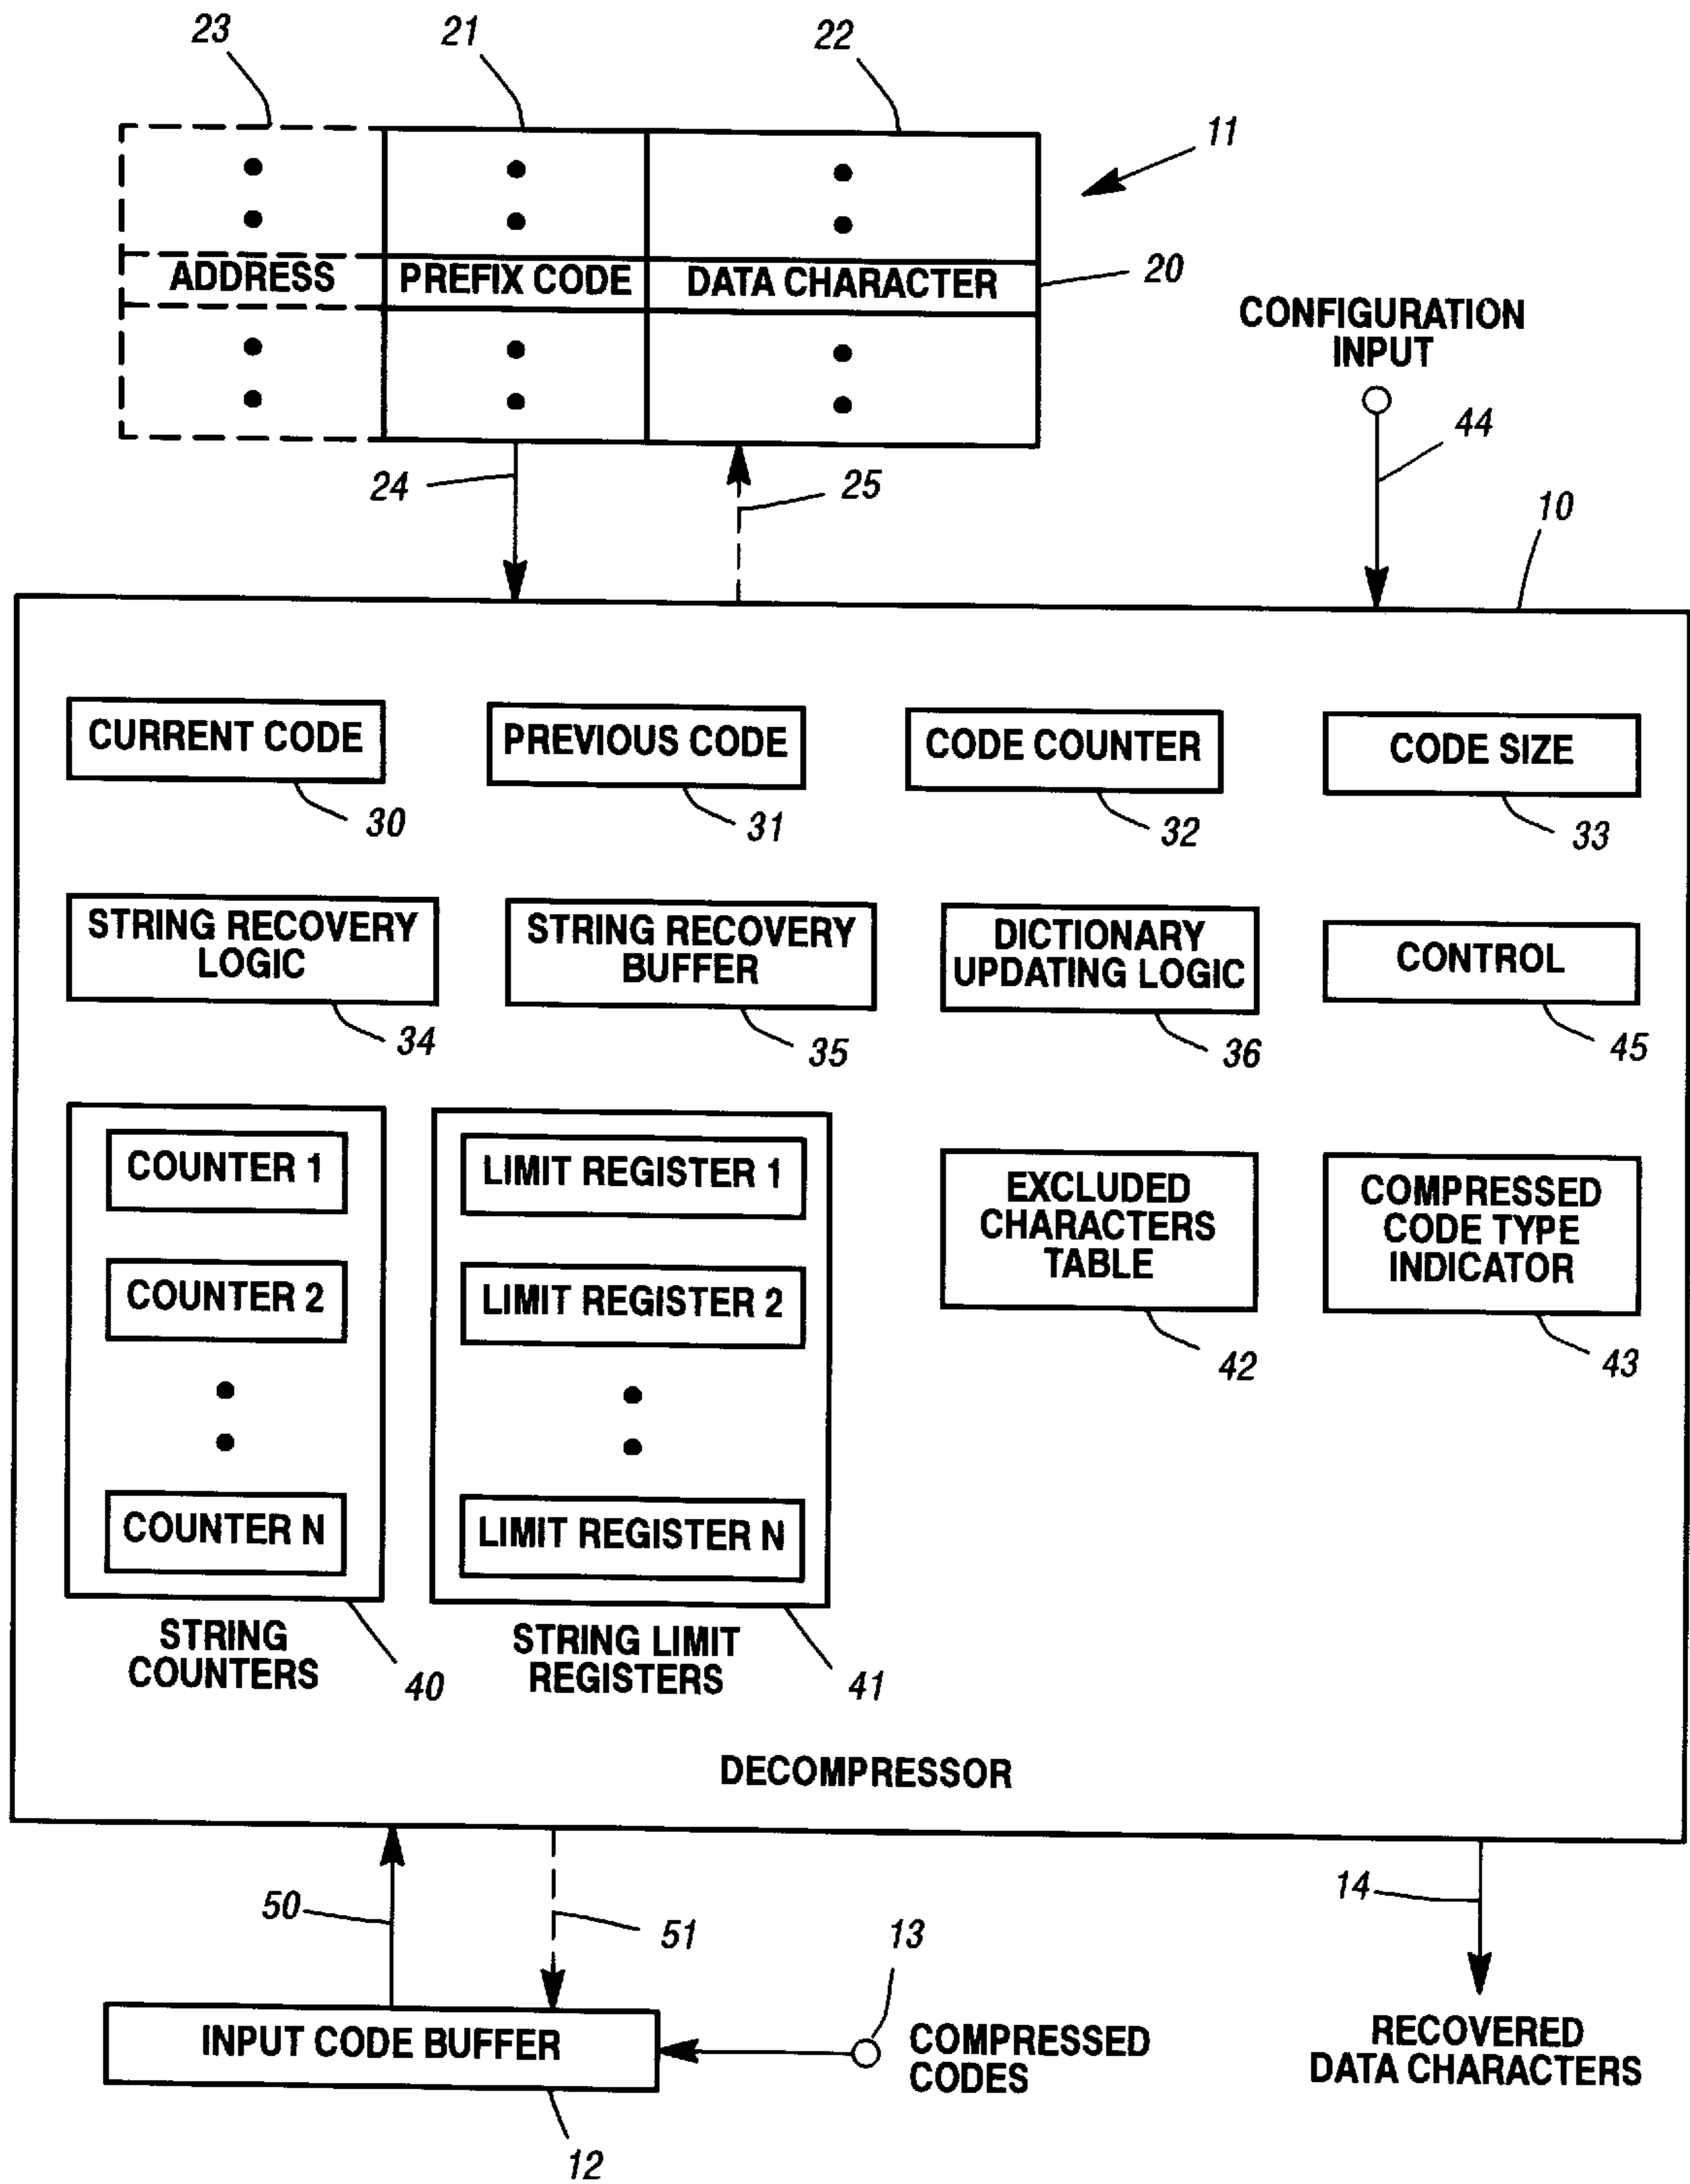 23
21
22
11
ADDRESS
PREFIX CODE
DATA CHARACTER
20
CONFIGURATION
INPUT
24
25
44
10
CURRENT CODE
PREVIOUS CODE
CODE COUNTER
CODE SIZE
30
31
32
33
STRING RECOVERY
LOGIC
STRING RECOVERY
BUFFER
DICTIONARY
UPDATING LOGIC
CONTROL
34
35
36
45
COUNTER 1
COUNTER 2
COUNTER N
STRING
COUNTERS
40
LIMIT REGISTER 1
LIMIT REGISTER 2
LIMIT REGISTER N
STRING LIMIT
REGISTERS
41
EXCLUDED
CHARACTERS
TABLE
42
COMPRESSED
CODE TYPE
INDICATOR
43
DECOMPRESSOR
50
51
13
14
INPUT CODE BUFFER
COMPRESSED
CODES
RECOVERED
DATA CHARACTERS
12